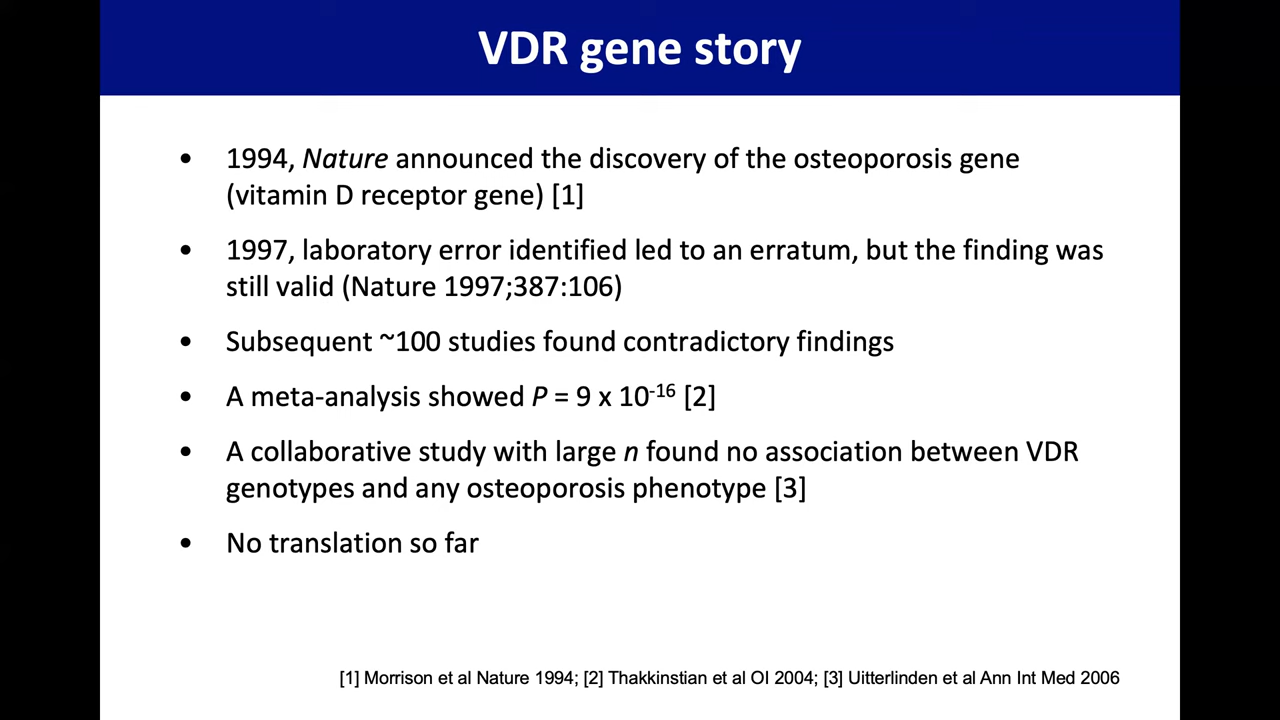 VDR gene story
• 1994, Nature announced the discovery of the osteoporosis gene
(vitamin D receptor gene) [1]
• 1997, laboratory error identified led to an erratum, but the finding was
still valid (Nature 1997;387:106)
• Subsequent ~100 studies found contradictory findings
• A meta-analysis showed P = 9 x 10⁻¹⁶ [2]
• A collaborative study with large n found no association between VDR
genotypes and any osteoporosis phenotype [3]
• No translation so far
[1] Morrison et al Nature 1994; [2] Thakkinstian et al OI 2004; [3] Uitterlinden et al Ann Int Med 2006